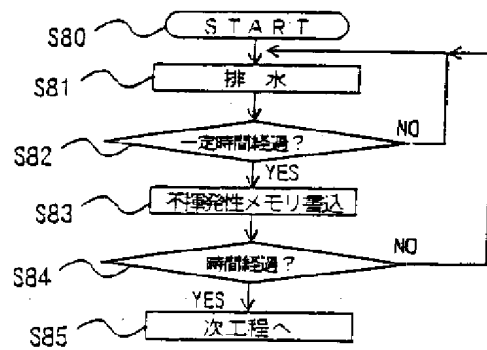 S80 START
S81 排水
S82 一定時間経過? NO
YES
S83 不揮発性メモリ書込
S84 時間経過? NO
YES
S85 次工程へ